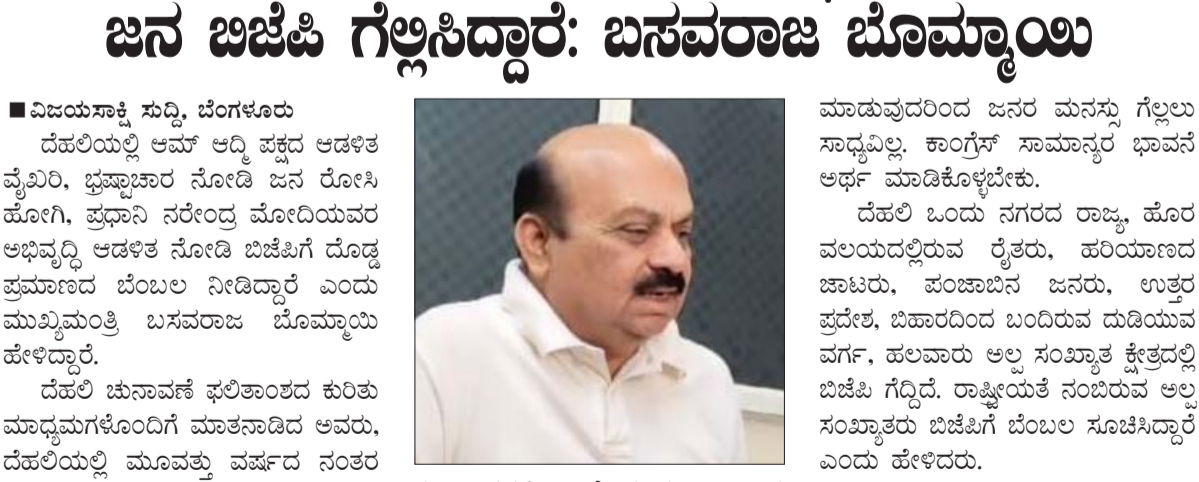 ಜನ ಬಿಜೆಪಿ ಗೆಲ್ಲಿಸಿದ್ದಾರೆ: ಬಸವರಾಜ ಬೊಮ್ಮಾಯಿ
■ ವಿಜಯಸಾಕ್ಷಿ ಸುದ್ದಿ, ಬೆಂಗಳೂರು
ದೆಹಲಿಯಲ್ಲಿ ಆಮ್ ಆದ್ಮಿ ಪಕ್ಷದ ಆಡಳಿತ
ವೈಖರಿ, ಭ್ರಷ್ಟಾಚಾರ ನೋಡಿ ಜನ ರೋಸಿ
ಹೋಗಿ, ಪ್ರಧಾನಿ ನರೇಂದ್ರ ಮೋದಿಯವರ
ಅಭಿವೃದ್ಧಿ ಆಡಳಿತ ನೋಡಿ ಬಿಜೆಪಿಗೆ ದೊಡ್ಡ
ಪ್ರಮಾಣದ ಬೆಂಬಲ ನೀಡಿದ್ದಾರೆ ಎಂದು
ಮುಖ್ಯಮಂತ್ರಿ ಬಸವರಾಜ ಬೊಮ್ಮಾಯಿ
ಹೇಳಿದ್ದಾರೆ.
ದೆಹಲಿ ಚುನಾವಣೆ ಫಲಿತಾಂಶದ ಕುರಿತು
ಮಾಧ್ಯಮಗಳೊಂದಿಗೆ ಮಾತನಾಡಿದ ಅವರು,
ದೆಹಲಿಯಲ್ಲಿ ಮೂವತ್ತು ವರ್ಷದ ನಂತರ
ಮಾಡುವುದರಿಂದ ಜನರ ಮನಸ್ಸು ಗೆಲ್ಲಲು
ಸಾಧ್ಯವಿಲ್ಲ. ಕಾಂಗ್ರೆಸ್ ಸಾಮಾನ್ಯರ ಭಾವನೆ
ಅರ್ಥ ಮಾಡಿಕೊಳ್ಳಬೇಕು.
ದೆಹಲಿ ಒಂದು ನಗರದ ರಾಜ್ಯ, ಹೊರ
ವಲಯದಲ್ಲಿರುವ ರೈತರು, ಹರಿಯಾಣದ
ಜಾಟರು, ಪಂಜಾಬಿನ ಜನರು, ಉತ್ತರ
ಪ್ರದೇಶ, ಬಿಹಾರದಿಂದ ಬಂದಿರುವ ದುಡಿಯುವ
ವರ್ಗ, ಹಲವಾರು ಅಲ್ಪ ಸಂಖ್ಯಾತ ಕ್ಷೇತ್ರದಲ್ಲಿ
ಬಿಜೆಪಿ ಗೆದ್ದಿದೆ. ರಾಷ್ಟ್ರೀಯತೆ ನಂಬಿರುವ ಅಲ್ಪ
ಸಂಖ್ಯಾತರು ಬಿಜೆಪಿಗೆ ಬೆಂಬಲ ಸೂಚಿಸಿದ್ದಾರೆ
ಎಂದು ಹೇಳಿದರು.